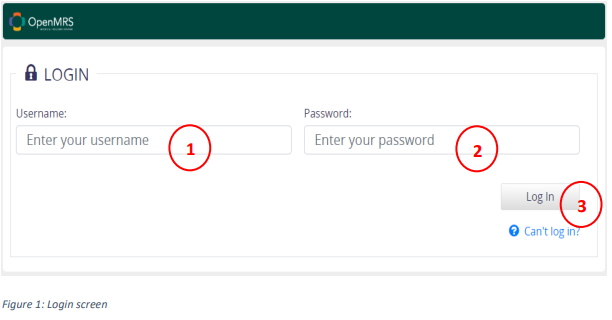 OpenMRS
LOGIN
Username:
Password:
Enter your username
1
Enter your password
2
Log In
3
Can't log in?
Figure 1: Login screen